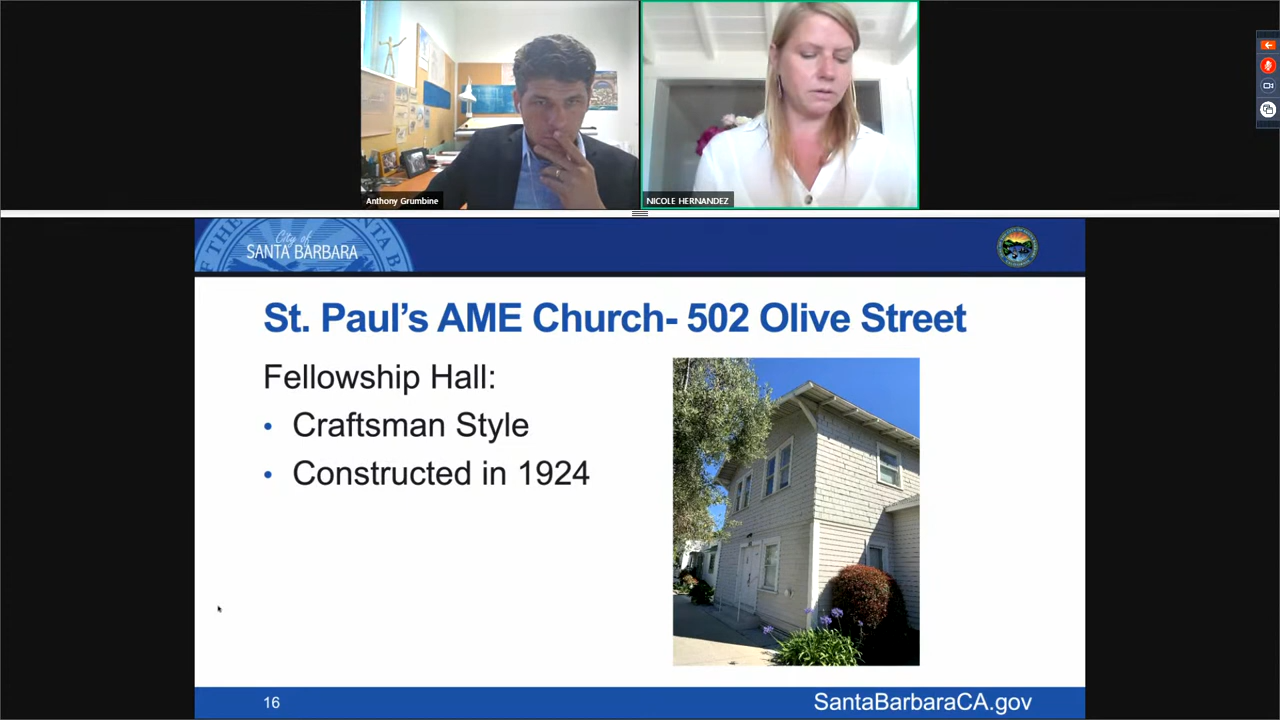 Anthony Grumbine
NICOLE HERNANDEZ
City of
SANTA BARBARA
St. Paul's AME Church- 502 Olive Street
Fellowship Hall:
• Craftsman Style
• Constructed in 1924
16
SantaBarbaraCA.gov